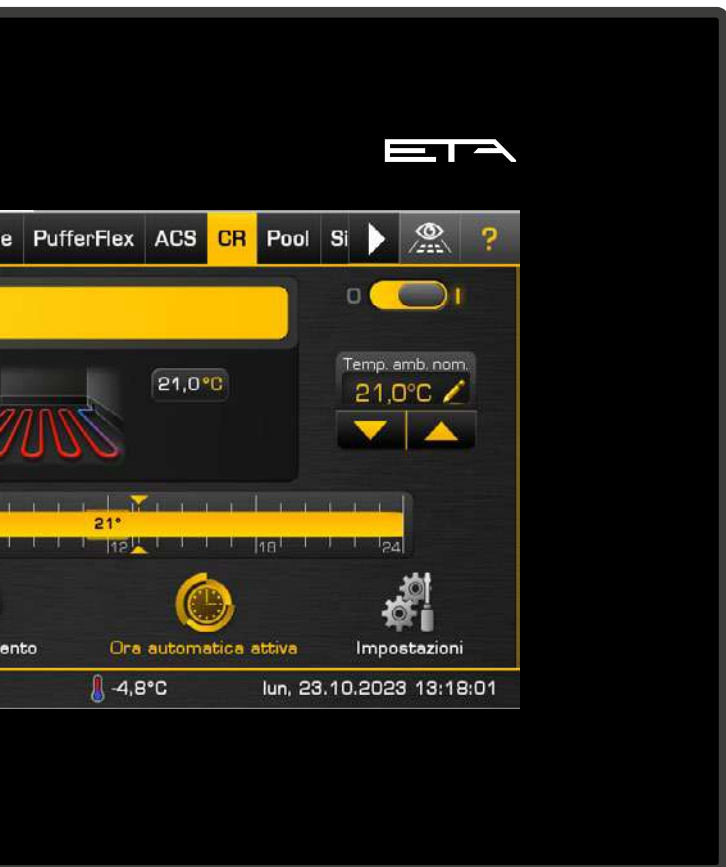 ETA
e PufferFlex ACS CR Pool Si ?
O I
Temp. amb. nom.
21,0°C
21,0°C
21°
12 18 24
ento Ora automatica attiva Impostazioni
-4,8°C lun, 23.10.2023 13:18:01